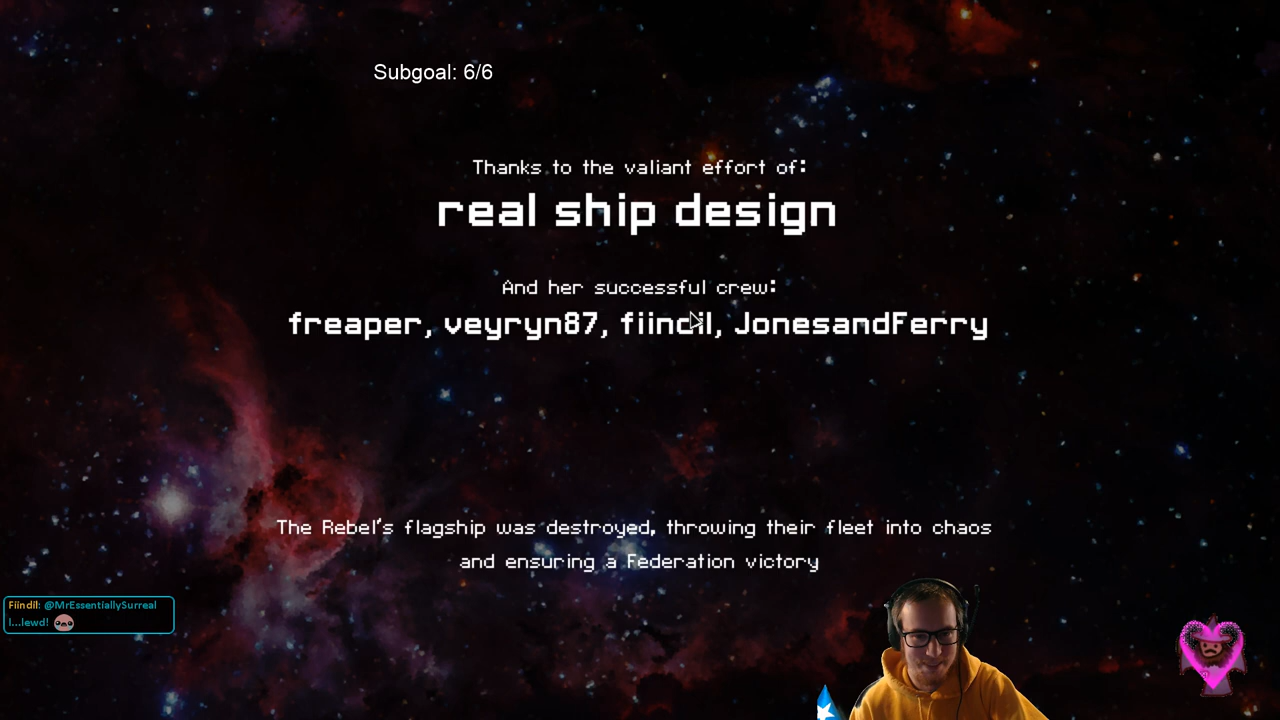 Subgoal: 6/6
Thanks to the valiant effort of:
real ship design
And her successful crew:
freaper, veyryn87, fiindil, JonesandFerry
The Rebel's flagship was destroyed, throwing their fleet into chaos
and ensuring a Federation victory
Fiindil: @MrEssentiallySurreal
l...lewd!